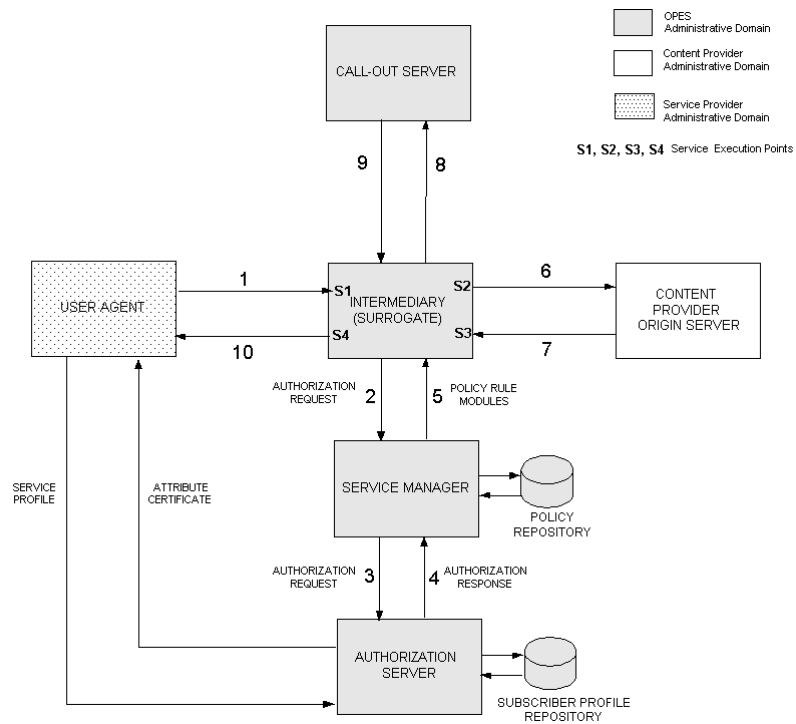 OPES
Administrative Domain
Content Provider
Administrative Domain
Service Provider
Administrative Domain
S1, S2, S3, S4 Service Execution Points
CALL-OUT SERVER
9
8
1
6
USER AGENT
S1
S2
INTERMEDIARY
(SURROGATE)
S4
S3
CONTENT
PROVIDER
ORIGIN SERVER
10
7
AUTHORIZATION
REQUEST
2
5
POLICY RULE
MODULES
SERVICE
PROFILE
ATTRIBUTE
CERTIFICATE
SERVICE MANAGER
POLICY
REPOSITORY
AUTHORIZATION
REQUEST
3
4
AUTHORIZATION
RESPONSE
AUTHORIZATION
SERVER
SUBSCRIBER PROFILE
REPOSITORY